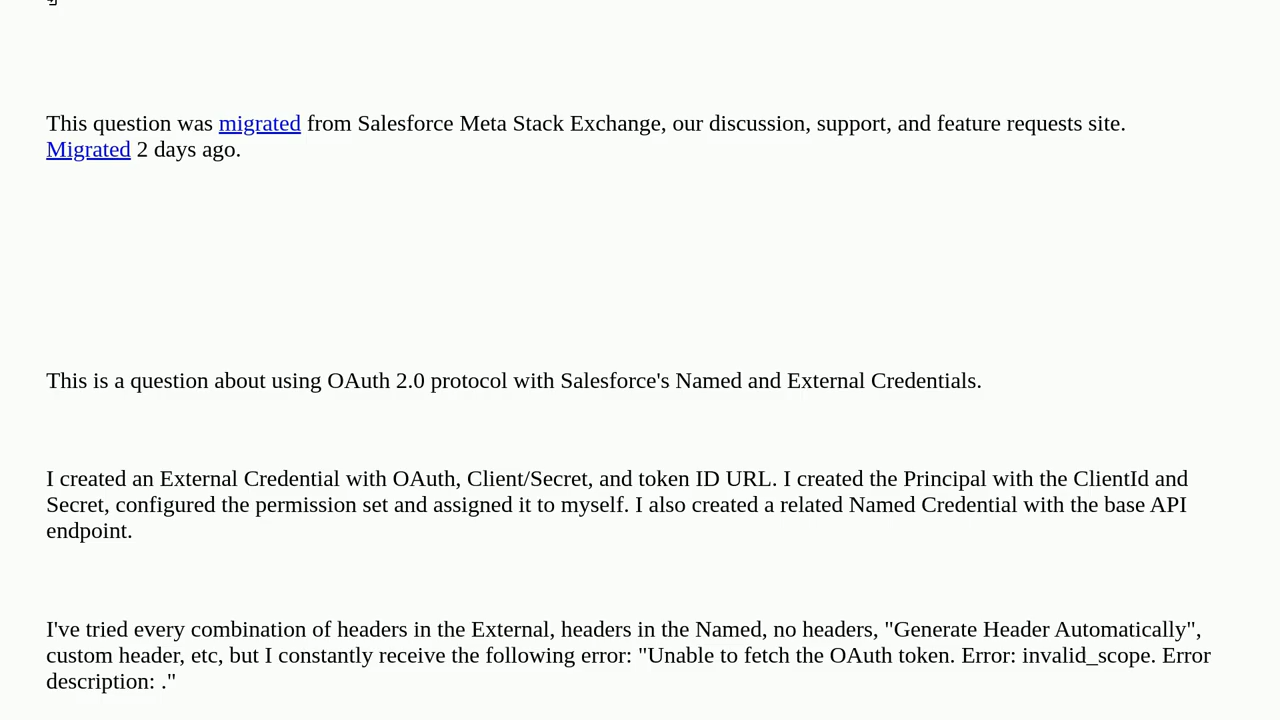 This question was migrated from Salesforce Meta Stack Exchange, our discussion, support, and feature requests site.
Migrated 2 days ago.
This is a question about using OAuth 2.0 protocol with Salesforce's Named and External Credentials.
I created an External Credential with OAuth, Client/Secret, and token ID URL. I created the Principal with the ClientId and
Secret, configured the permission set and assigned it to myself. I also created a related Named Credential with the base API
endpoint.
I've tried every combination of headers in the External, headers in the Named, no headers, "Generate Header Automatically",
custom header, etc, but I constantly receive the following error: "Unable to fetch the OAuth token. Error: invalid_scope. Error
description: ."